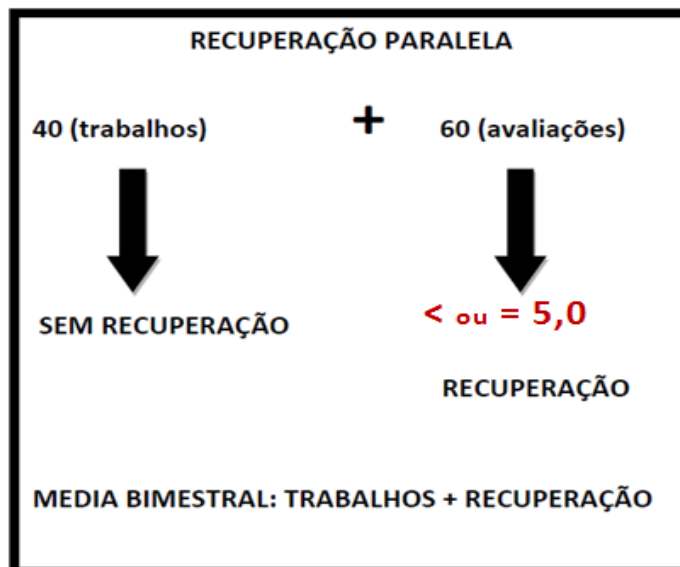 RECUPERAÇÃO PARALELA
40 (trabalhos) + 60 (avaliações)
SEM RECUPERAÇÃO
< ou = 5,0
RECUPERAÇÃO
MEDIA BIMESTRAL: TRABALHOS + RECUPERAÇÃO